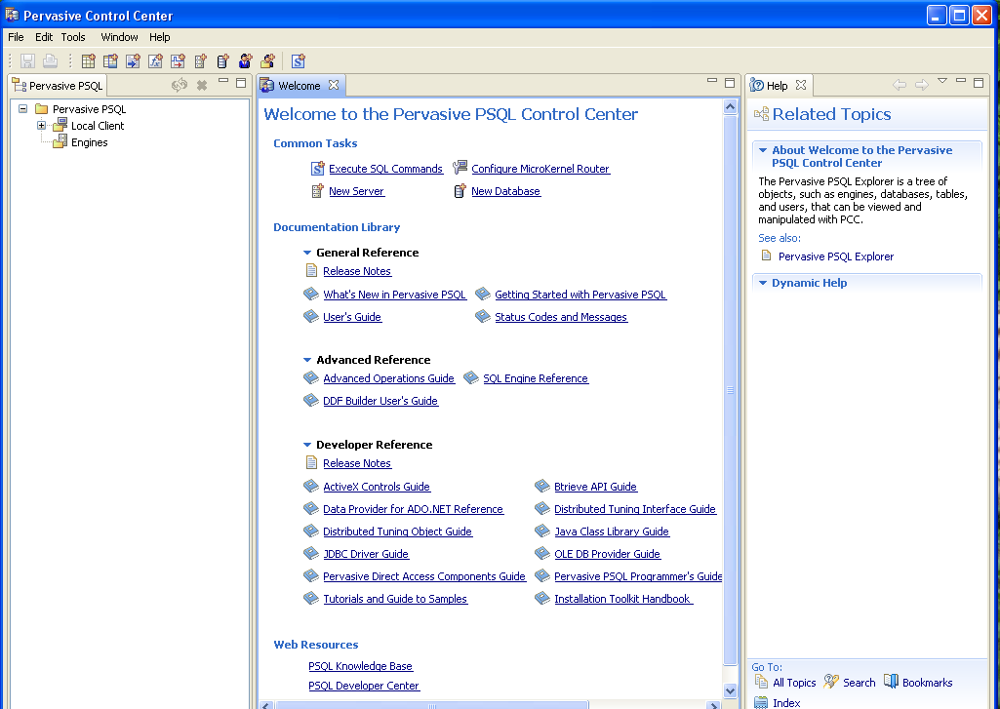 Pervasive Control Center
File Edit Tools Window Help
Pervasive PSQL
Pervasive PSQL
Local Client
Engines
Welcome
Welcome to the Pervasive PSQL Control Center
Common Tasks
Execute SQL Commands Configure MicroKernel Router
New Server New Database
Documentation Library
General Reference
Release Notes
What's New in Pervasive PSQL Getting Started with Pervasive PSQL
User's Guide Status Codes and Messages
Advanced Reference
Advanced Operations Guide SQL Engine Reference
DDF Builder User's Guide
Developer Reference
Release Notes
ActiveX Controls Guide Btrieve API Guide
Data Provider for ADO.NET Reference Distributed Tuning Interface Guide
Distributed Tuning Object Guide Java Class Library Guide
JDBC Driver Guide OLE DB Provider Guide
Pervasive Direct Access Components Guide Pervasive PSQL Programmer's Guide
Tutorials and Guide to Samples Installation Toolkit Handbook
Web Resources
PSQL Knowledge Base
PSQL Developer Center
Help
Related Topics
About Welcome to the Pervasive
PSQL Control Center
The Pervasive PSQL Explorer is a tree of
objects, such as engines, databases, tables,
and users, that can be viewed and
manipulated with PCC.
See also:
Pervasive PSQL Explorer
Dynamic Help
Go To:
All Topics Search Bookmarks
Index